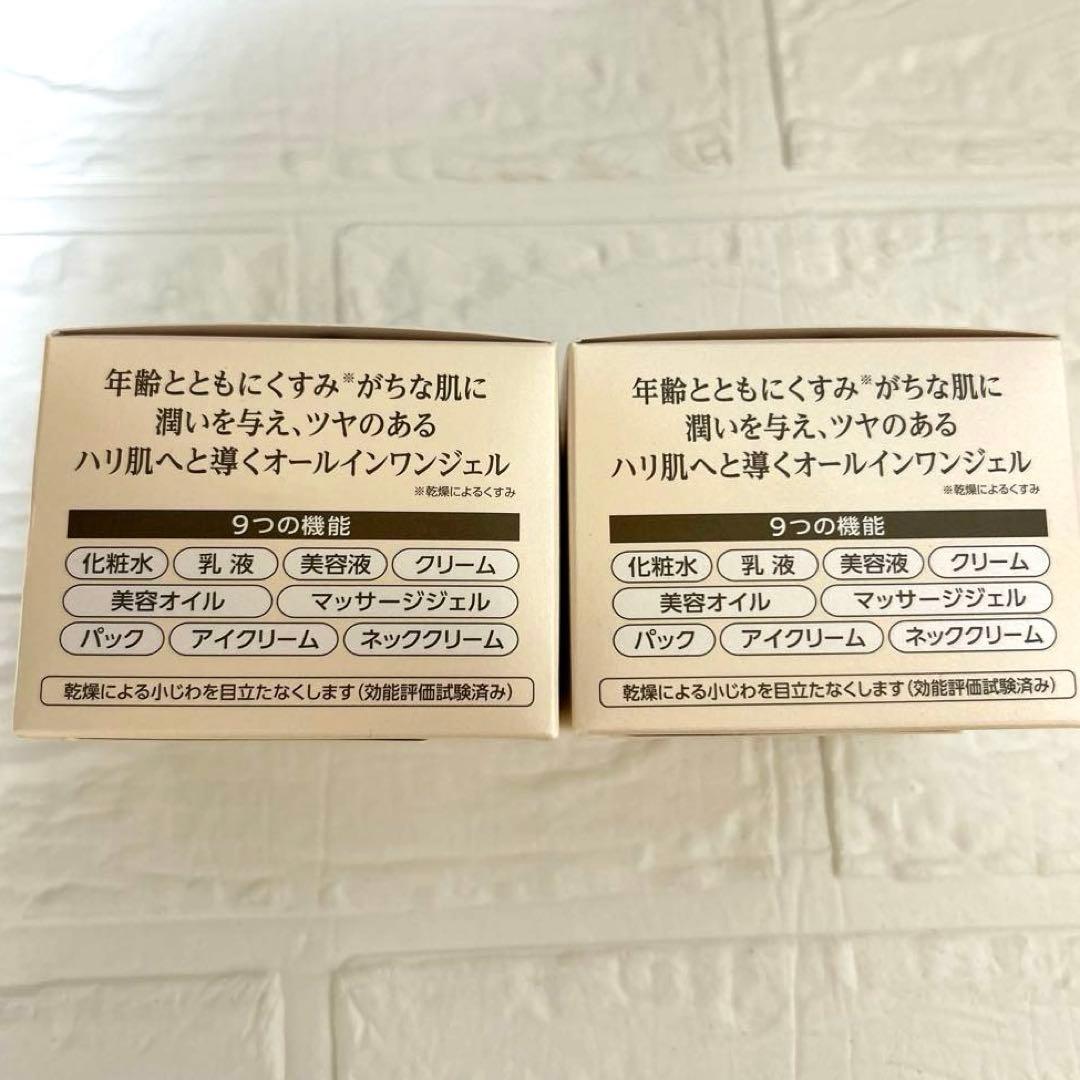 年齢とともにくすみ※がちな肌に
潤いを与え、ツヤのある
ハリ肌へと導くオールインワンジェル
※乾燥によるくすみ
9つの機能
化粧水 乳液 美容液 クリーム
美容オイル マッサージジェル
パック アイクリーム ネッククリーム
乾燥による小じわを目立たなくします(効能評価試験済み)
年齢とともにくすみ※がちな肌に
潤いを与え、ツヤのある
ハリ肌へと導くオールインワンジェル
※乾燥によるくすみ
9つの機能
化粧水 乳液 美容液 クリーム
美容オイル マッサージジェル
パック アイクリーム ネッククリーム
乾燥による小じわを目立たなくします(効能評価試験済み)